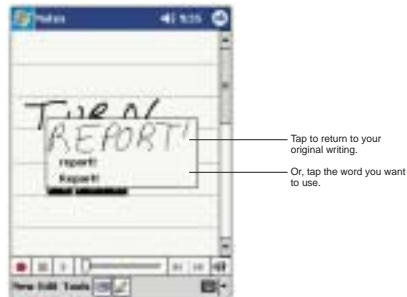 Notes 9:35
TURN
REPORT!
report!
Report!
Tap to return to your
original writing.
Or, tap the word you want
to use.
New Edit Tools